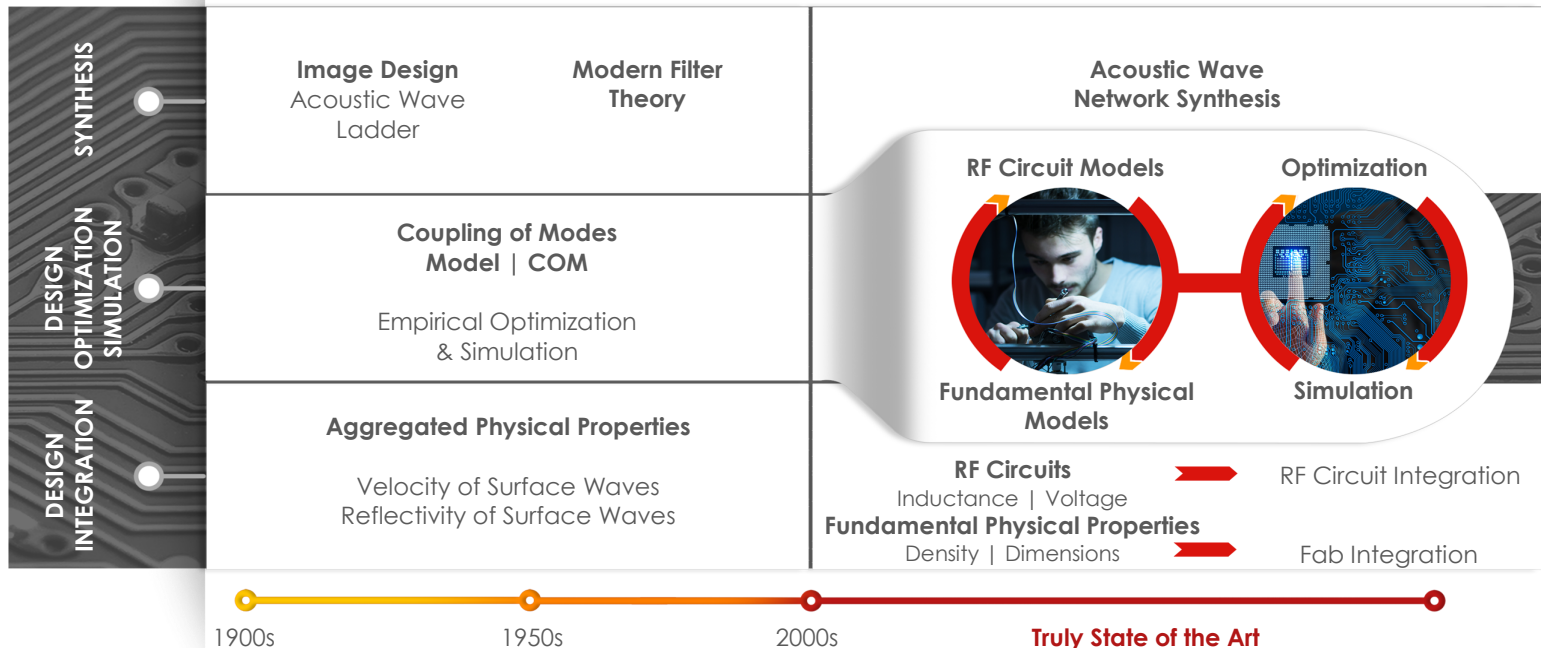 SYNTHESIS
Image Design
Acoustic Wave
Ladder
Modern Filter
Theory
Acoustic Wave
Network Synthesis
DESIGN
OPTIMIZATION
SIMULATION
Coupling of Modes
Model | COM
Empirical Optimization
& Simulation
RF Circuit Models
Optimization
Fundamental Physical
Models
Simulation
DESIGN
INTEGRATION
Aggregated Physical Properties
Velocity of Surface Waves
Reflectivity of Surface Waves
RF Circuits
Inductance | Voltage
RF Circuit Integration
Fundamental Physical Properties
Density | Dimensions
Fab Integration
1900s
1950s
2000s
Truly State of the Art